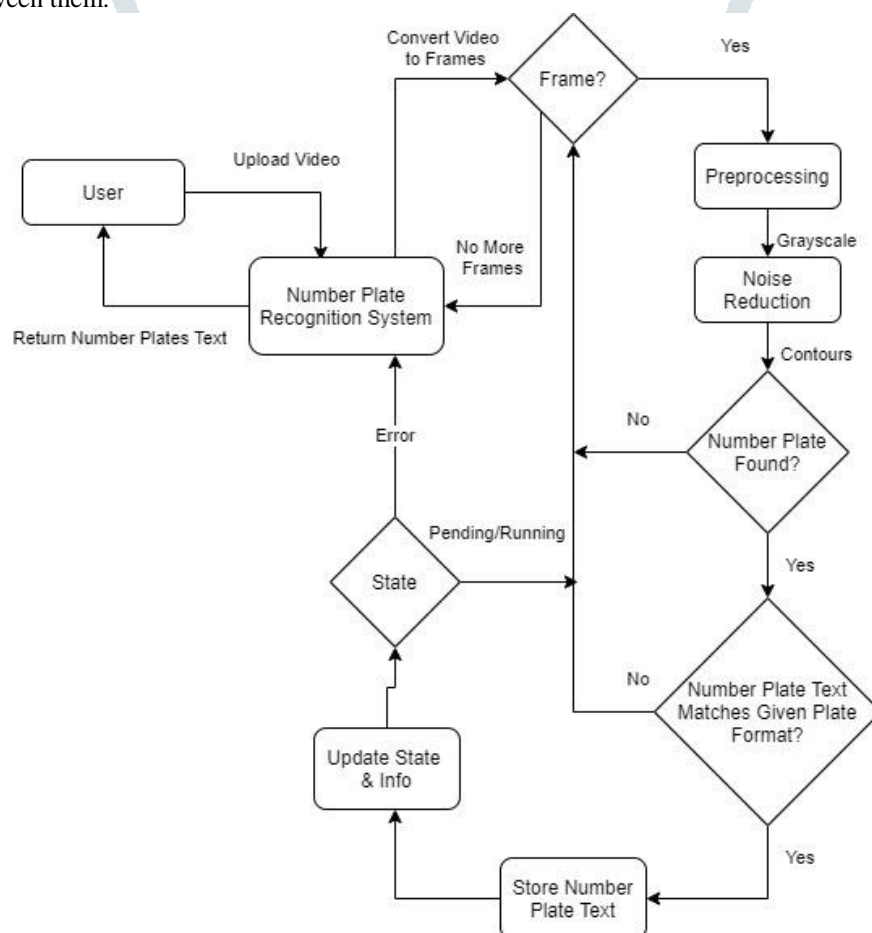 ween them.
Convert Video
to Frames
Frame?
Yes
Upload Video
User
Preprocessing
Grayscale
No More
Frames
Number Plate
Recognition System
Noise
Reduction
Return Number Plates Text
Contours
No
Number Plate
Found?
Error
Pending/Running
Yes
State
No
Number Plate Text
Matches Given Plate
Format?
Update State
& Info
Yes
Store Number
Plate Text